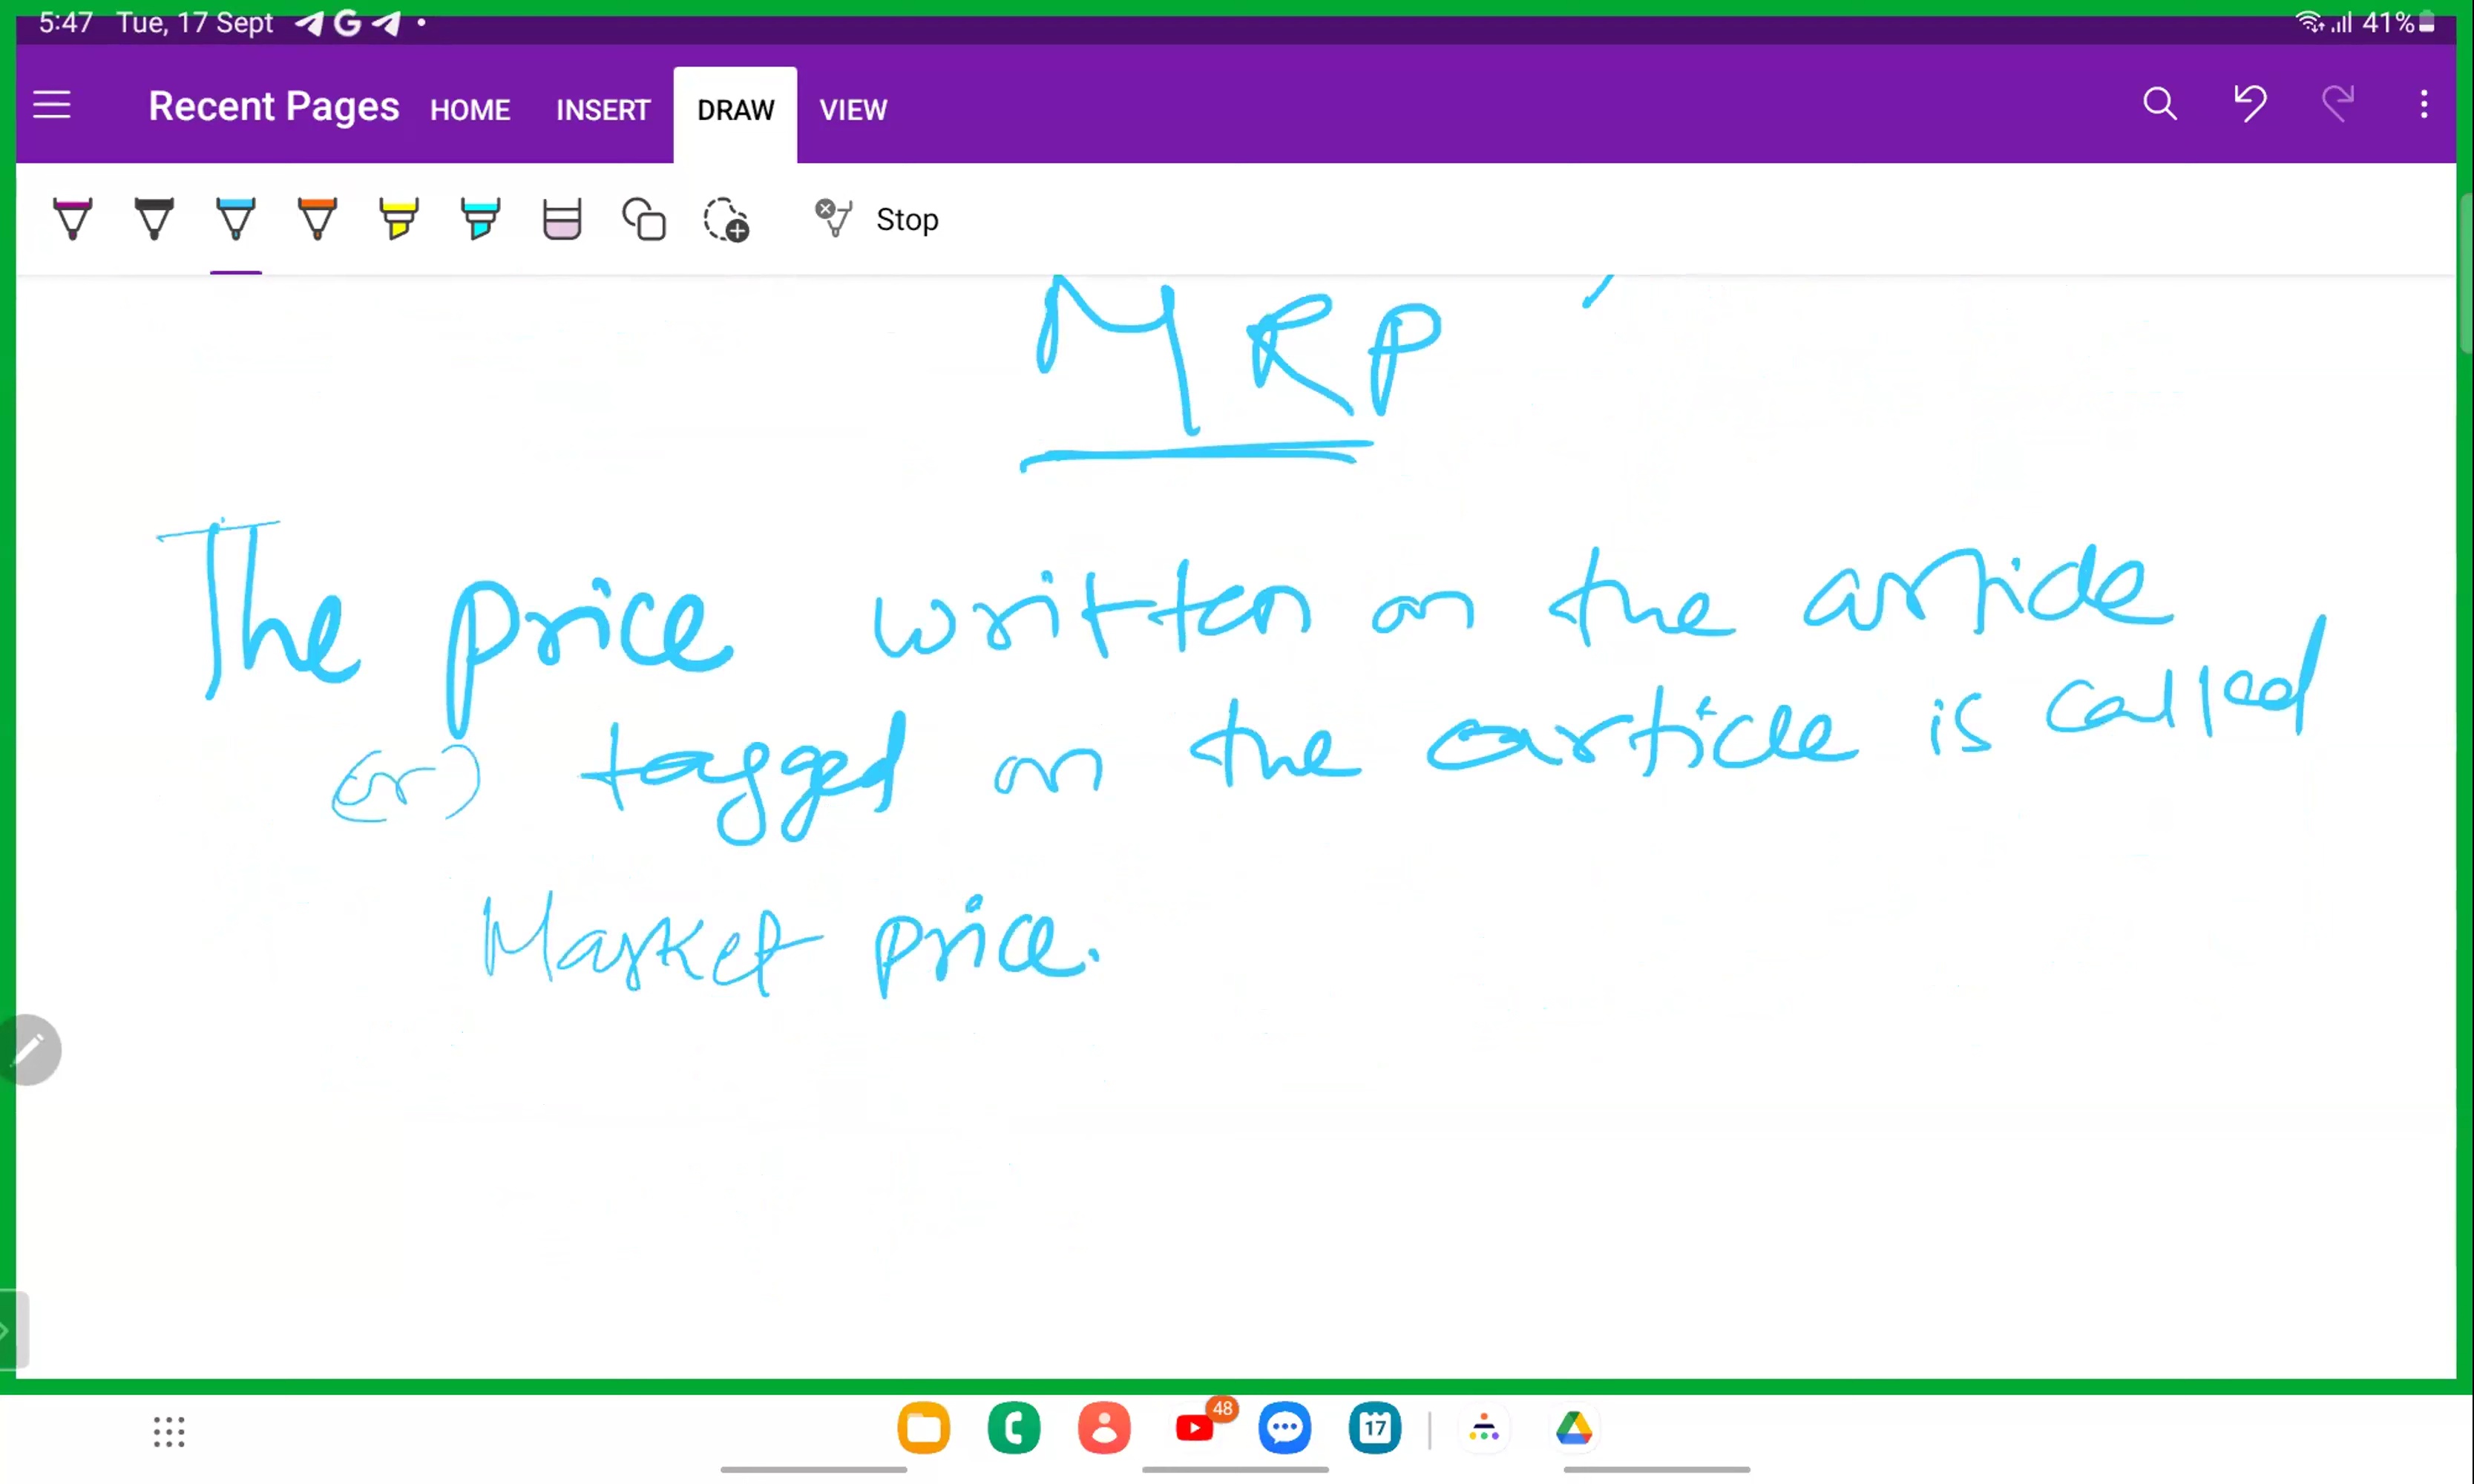 5:47 Tue, 17 Sept 41%
Recent Pages HOME INSERT DRAW VIEW
Stop
MRP
The price written on the article
(or) tagged on the article is called
Market price.
48
17